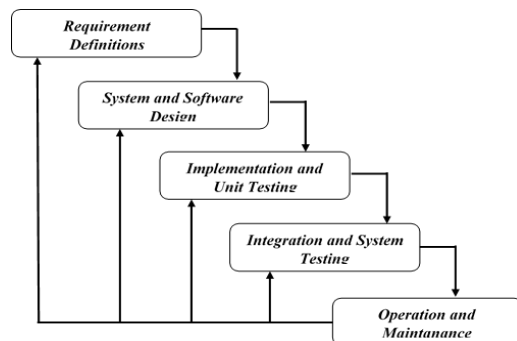 Requirement
Definitions
System and Software
Design
Implementation and
Unit Testing
Integration and System
Testing
Operation and
Maintanance